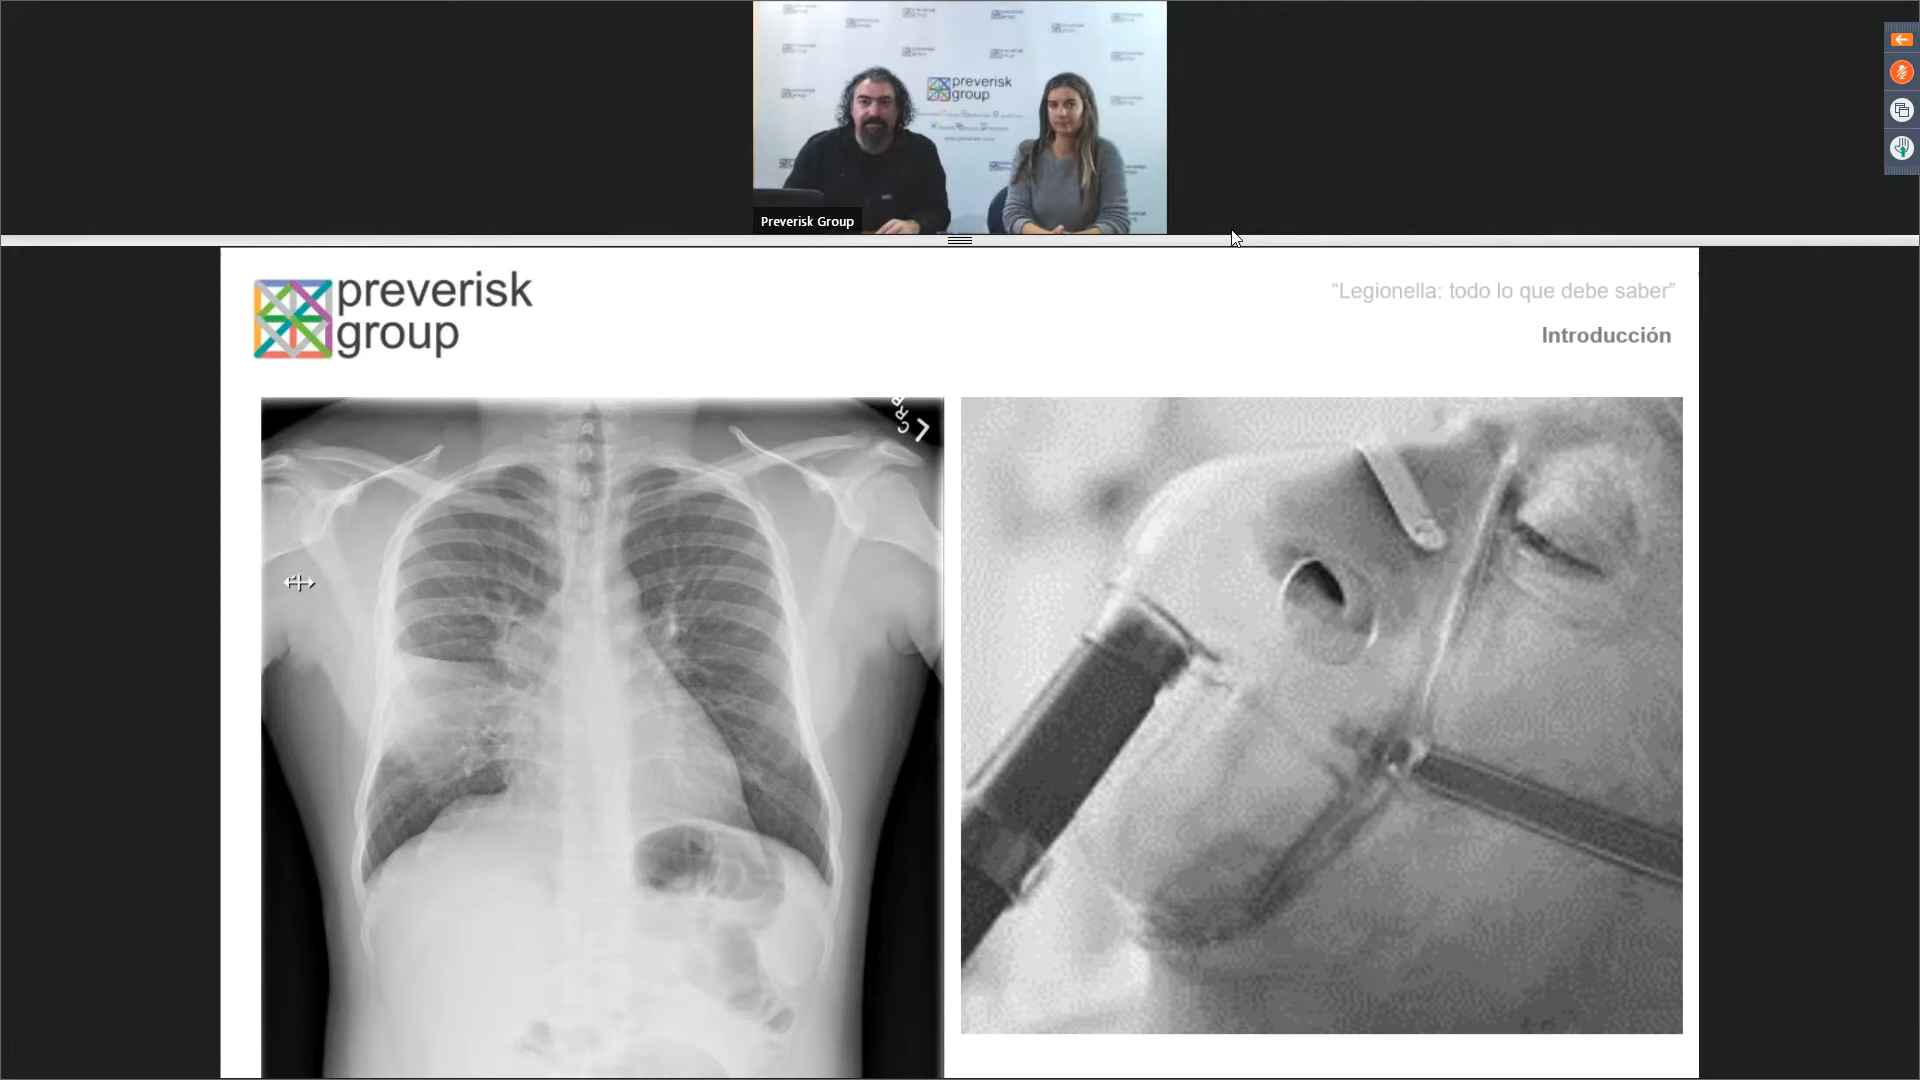 preverisk
group
Preverisk Group
preverisk
group
“Legionella: todo lo que debe saber”
Introducción